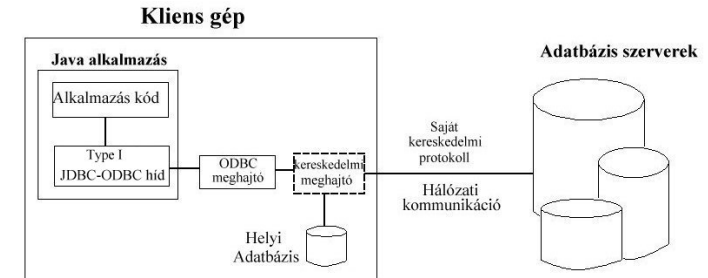 Kliens gép
Java alkalmazás
Alkalmazás kód
Type I
JDBC-ODBC híd
ODBC
meghajtó
kereskedelmi
meghajtó
Helyi
Adatbázis
Saját
kereskedelmi
protokoll
Hálózati
kommunikáció
Adatbázis szerverek